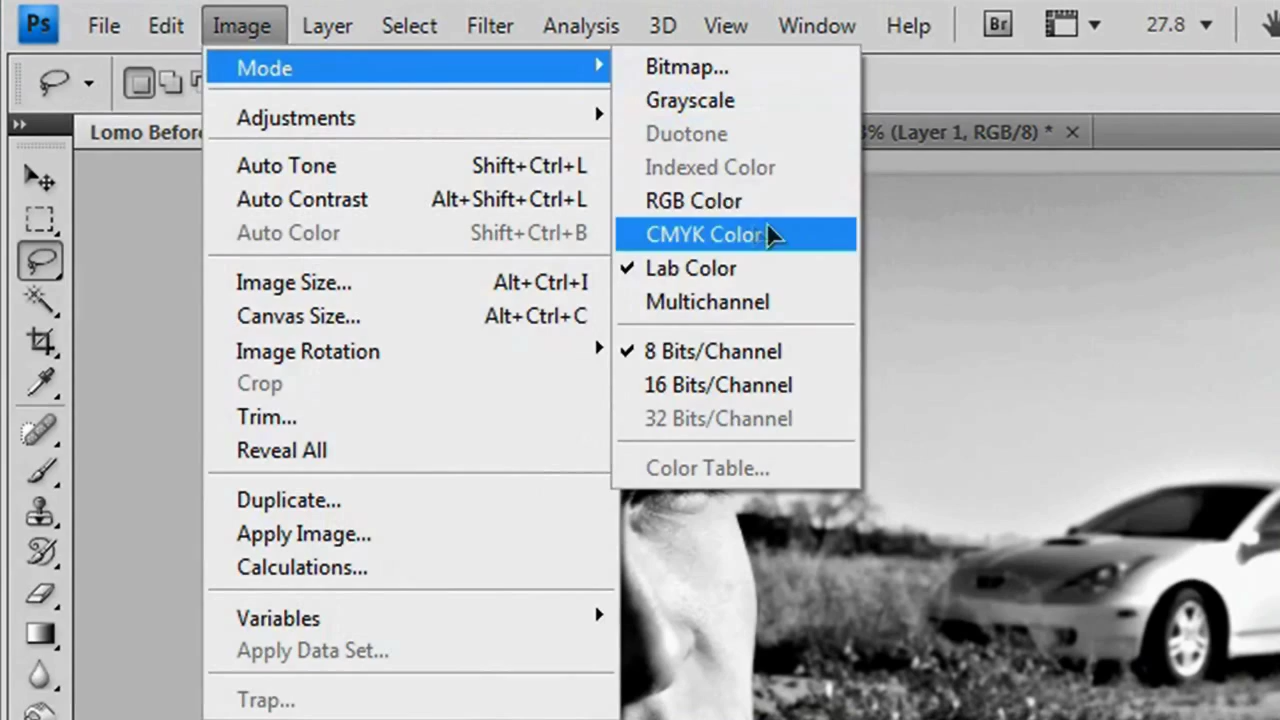 Ps File Edit Image Layer Select Filter Analysis 3D View Window Help Br 27.8
Lomo Before
% (Layer 1, RGB/8) * ×
Mode
Adjustments
Auto Tone Shift+Ctrl+L
Auto Contrast Alt+Shift+Ctrl+L
Auto Color Shift+Ctrl+B
Image Size... Alt+Ctrl+I
Canvas Size... Alt+Ctrl+C
Image Rotation
Crop
Trim...
Reveal All
Duplicate...
Apply Image...
Calculations...
Variables
Apply Data Set...
Trap...
Bitmap...
Grayscale
Duotone
Indexed Color
RGB Color
CMYK Color
Lab Color
Multichannel
8 Bits/Channel
16 Bits/Channel
32 Bits/Channel
Color Table...